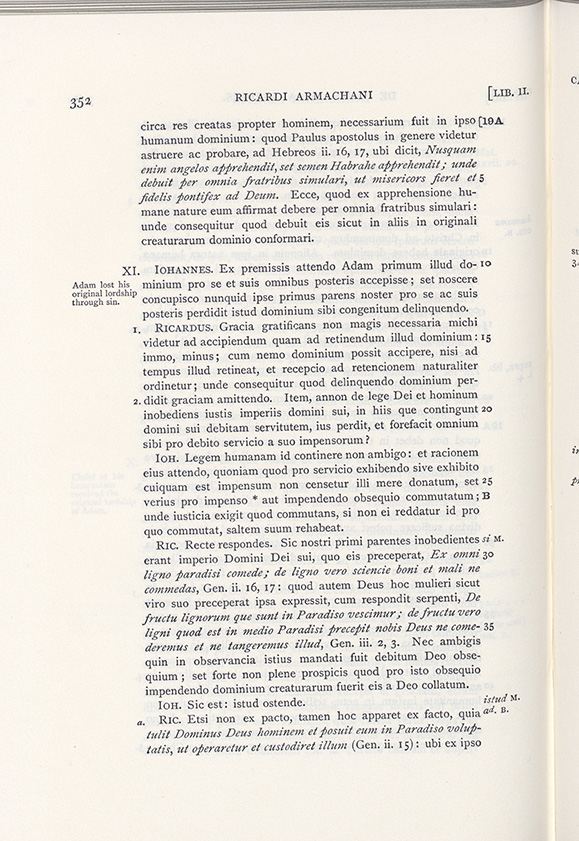 352
RICARDI ARMACHANI
[LIB. II.
circa res creatas propter hominem, necessarium fuit in ipso [19A
humanum dominium: quod Paulus apostolus in genere videtur
astruere ac probare, ad Hebreos ii. 16, 17, ubi dicit, Nusquam
enim angelos apprehendit, set semen Habrahe apprehendit; unde
debuit per omnia fratribus simulari, ut misericors fieret et 5
fidelis pontifex ad Deum. Ecce, quod ex apprehensione hu-
mane nature eum affirmat debere per omnia fratribus simulari:
unde consequitur quod debuit eis sicut in aliis in originali
creaturarum dominio conformari.
XI. IOHANNES. Ex premissis attendo Adam primum illud do- 10
Adam lost his
original lordship
through sin.
minium pro se et suis omnibus posteris accepisse; set noscere
concupisco nunquid ipse primus parens noster pro se ac suis
posteris perdidit istud dominium sibi congenitum delinquendo.
1. RICARDUS. Gracia gratificans non magis necessaria michi
videtur ad accipiendum quam ad retinendum illud dominium: 15
immo, minus; cum nemo dominium possit accipere, nisi ad
tempus illud retineat, et recepcio ad retencionem naturaliter
ordinetur; unde consequitur quod delinquendo dominium per-
2. didit graciam amittendo. Item, annon de lege Dei et hominum
inobediens iustis imperiis domini sui, in hiis que contingunt 20
domini sui debitam servitutem, ius perdit, et forefacit omnium
sibi pro debito servicio a suo impensorum?
IOH. Legem humanam id continere non ambigo: et racionem
eius attendo, quoniam quod pro servicio exhibendo sive exhibito
cuiquam est impensum non censetur illi mere donatum, set 25
verius pro impenso * aut impendendo obsequio commutatum; B
unde iusticia exigit quod commutans, si non ei reddatur id pro
quo commutat, saltem suum rehabeat.
RIC. Recte respondes. Sic nostri primi parentes inobedientes si M.
erant imperio Domini Dei sui, quo eis preceperat, Ex omni 30
ligno paradisi comede; de ligno vero sciencie boni et mali ne
commedas, Gen. ii. 16, 17: quod autem Deus hoc mulieri sicut
viro suo preceperat ipsa expressit, cum respondit serpenti, De
fructu lignorum que sunt in Paradiso vescimur; de fructu vero
ligni quod est in medio Paradisi precepit nobis Deus ne come- 35
deremus et ne tangeremus illud, Gen. iii. 2, 3. Nec ambigis
quin in observancia istius mandati fuit debitum Deo obse-
quium; set forte non plene prospicis quod pro isto obsequio
impendendo dominium creaturarum fuerit eis a Deo collatum.
IOH. Sic est: istud ostende. istud M.
a. RIC. Etsi non ex pacto, tamen hoc apparet ex facto, quia ad. B.
tulit Dominus Deus hominem et posuit eum in Paradiso volup-
tatis, ut operaretur et custodiret illum (Gen. ii. 15): ubi ex ipso